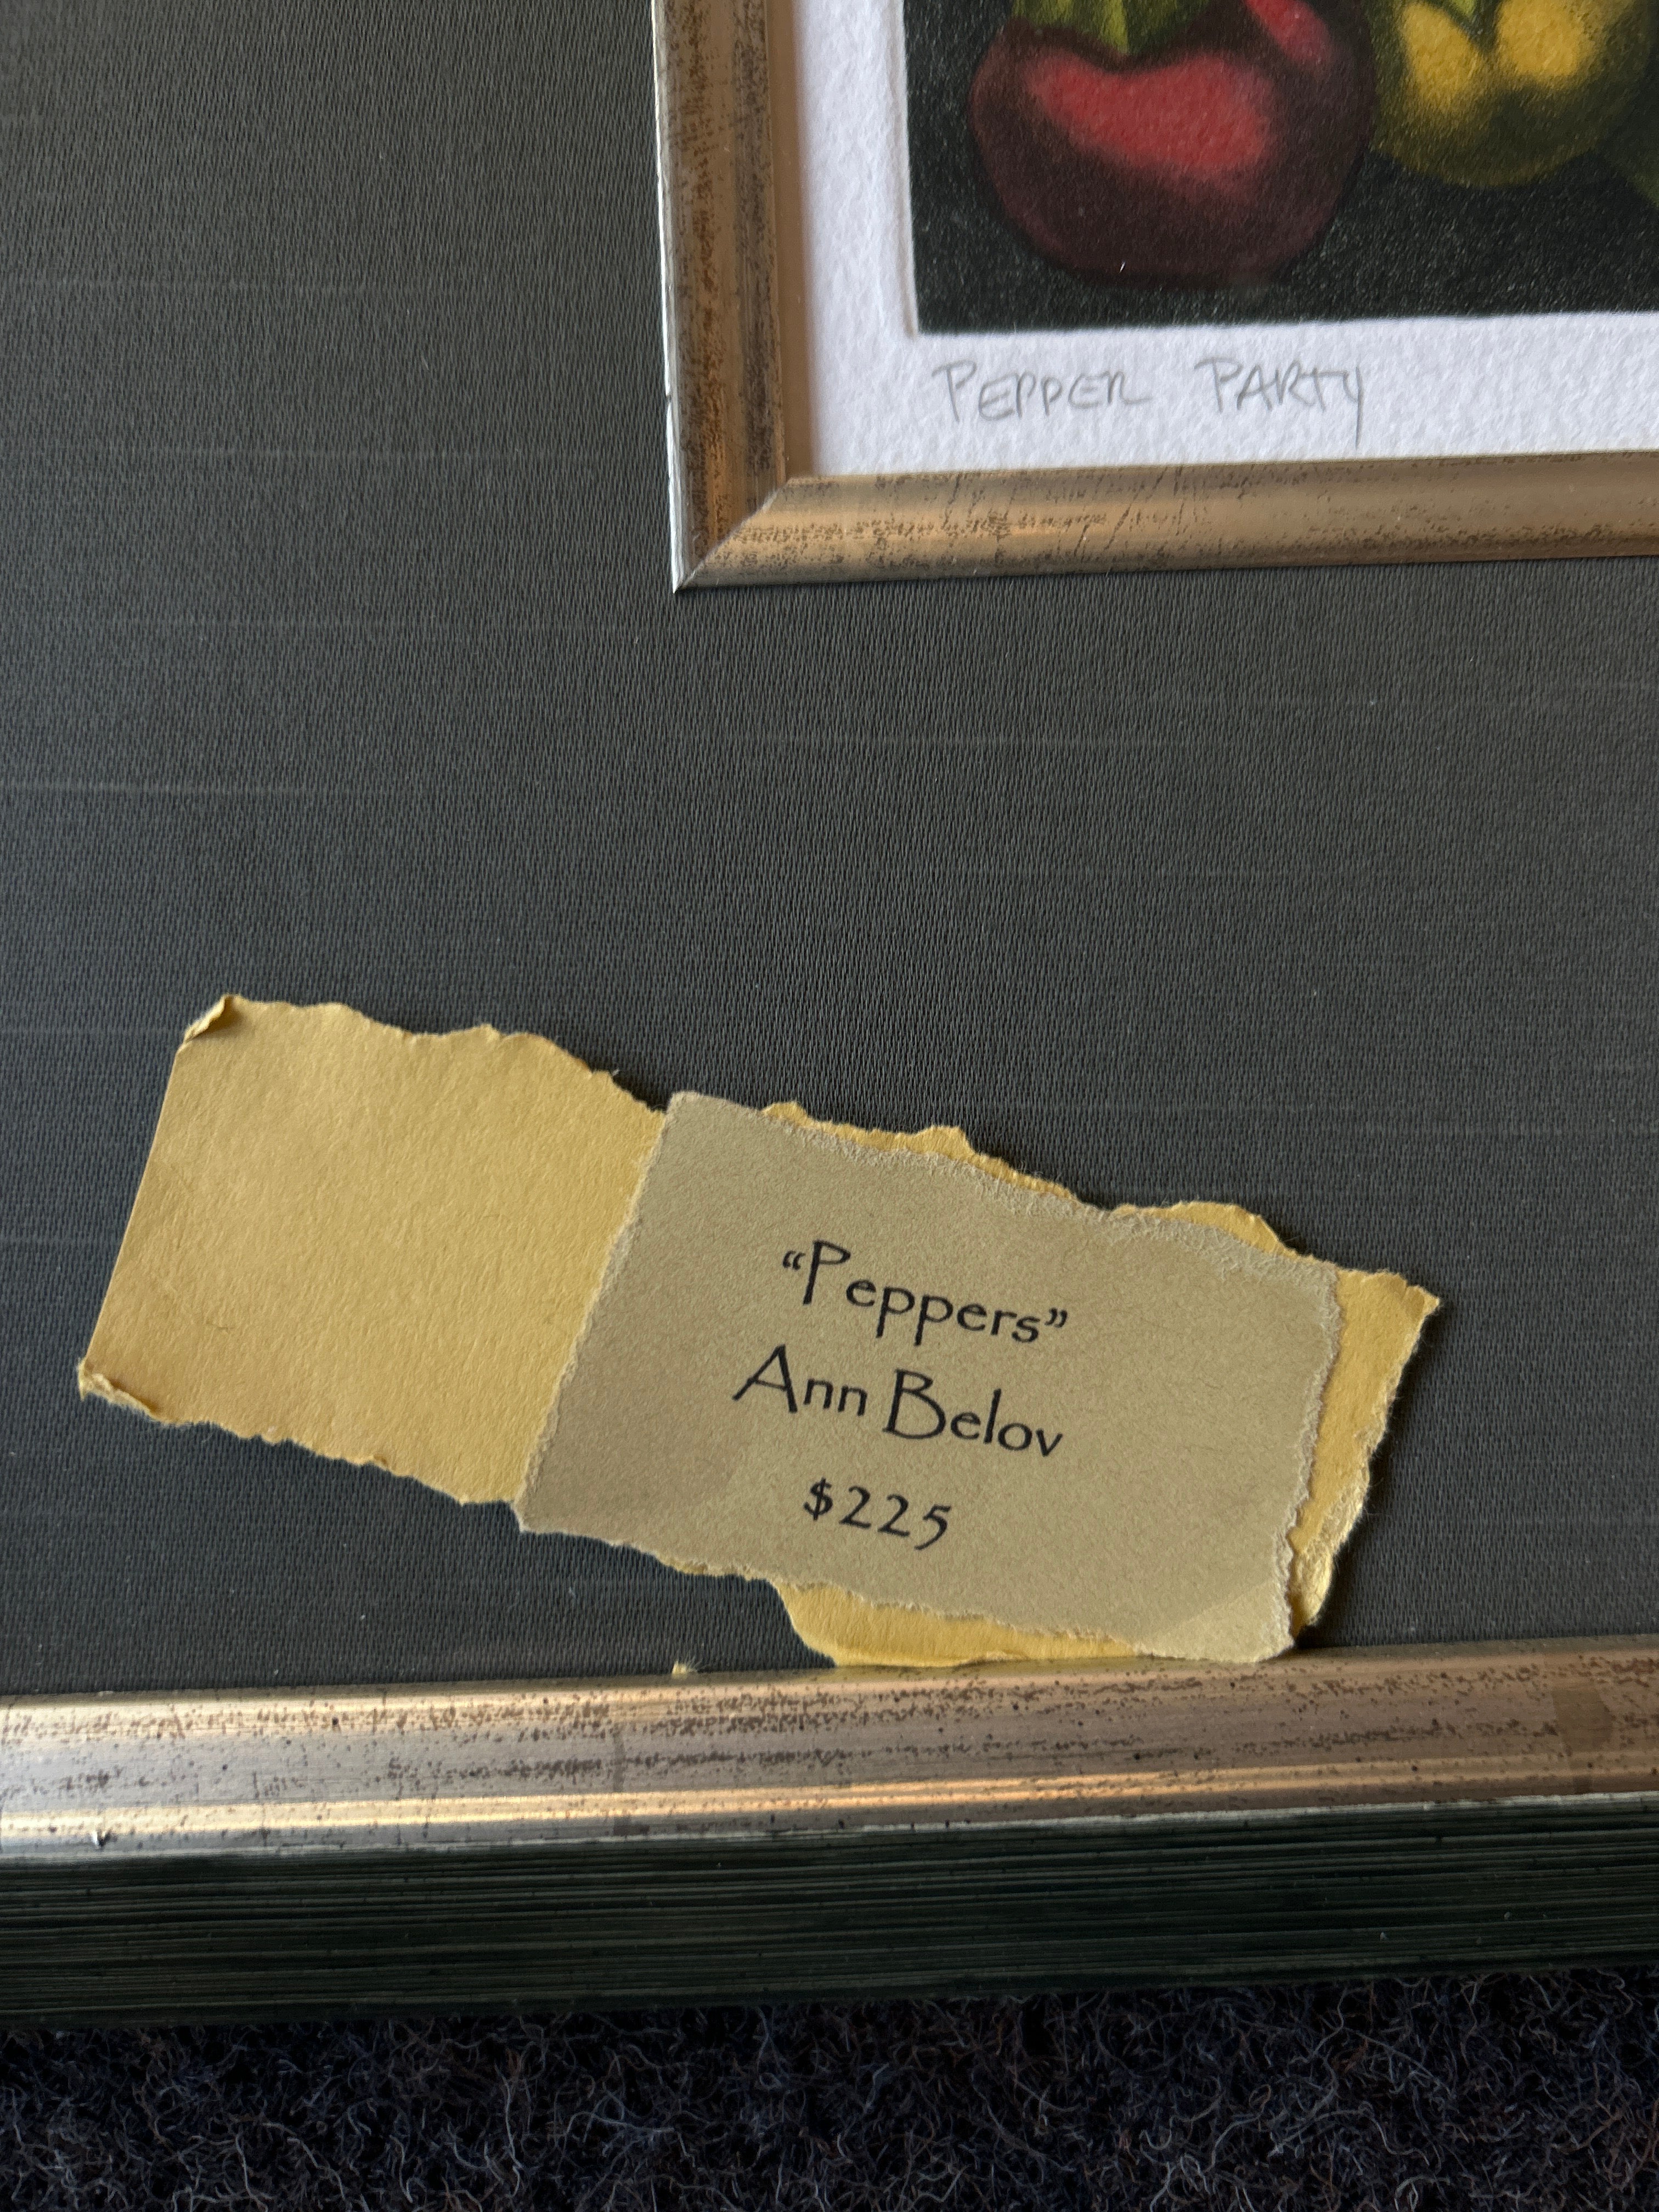 PEPPER PARTY
“Peppers”
Ann Belov
$225